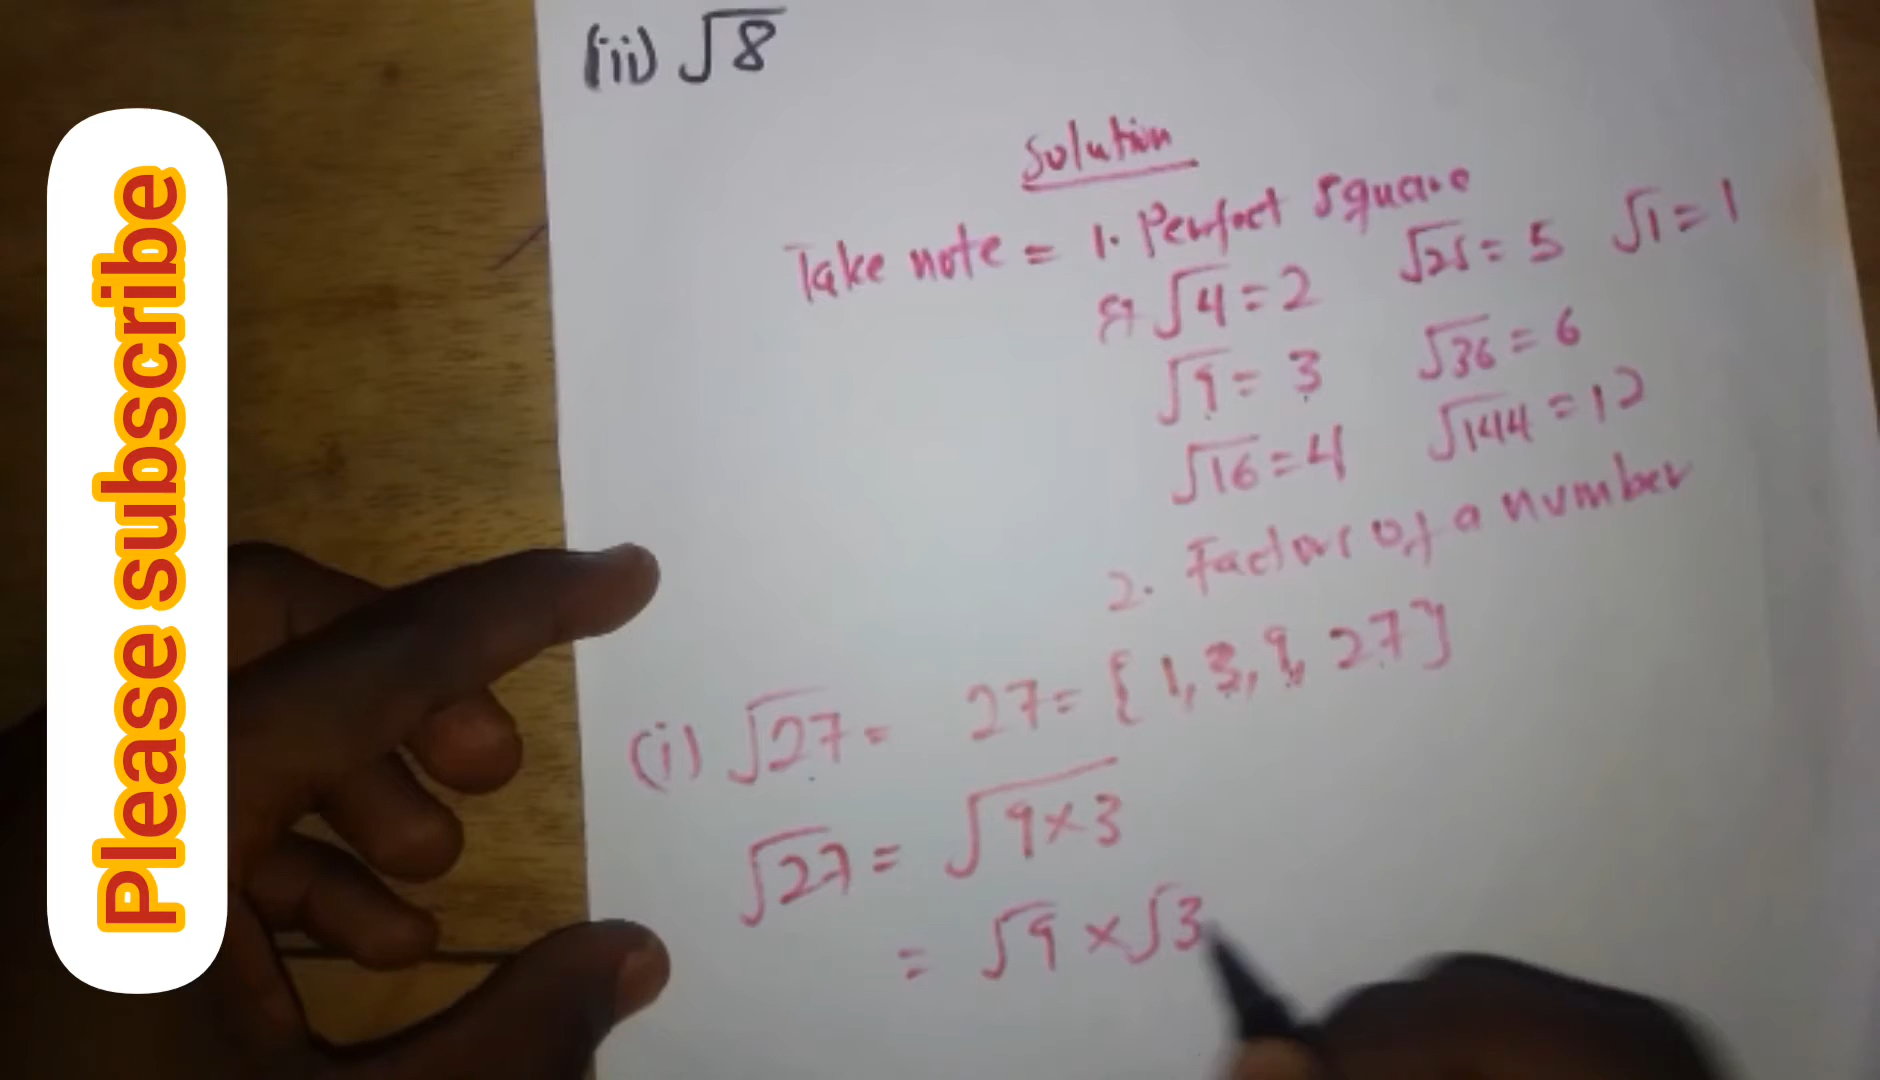 Please subscribe
(ii) √8
Solution
Take note = 1. Perfect square
√4 = 2 √25 = 5 √1 = 1
√9 = 3 √36 = 6
√16 = 4 √144 = 12
2. Factors of a number
(i) √27 = 27 = {1, 3, 9, 27}
√27 = √9×3
= √9 × √3